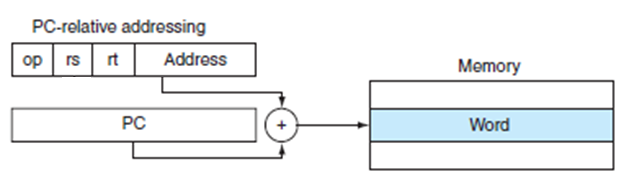 PC-relative addressing
op rs rt Address
Memory
PC
+
Word